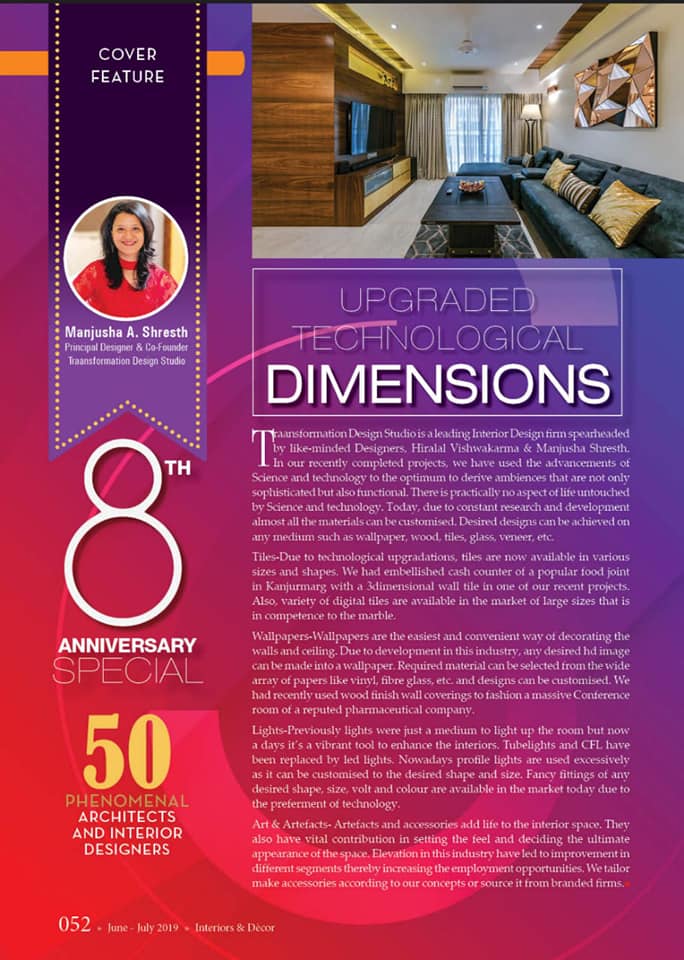 COVER
FEATURE
Manjusha A. Shresth
Principal Designer & Co-Founder
Traansformation Design Studio
8TH
ANNIVERSARY
SPECIAL
50
PHENOMENAL
ARCHITECTS
AND INTERIOR
DESIGNERS
UPGRADED
TECHNOLOGICAL
DIMENSIONS
Traansformation Design Studio is a leading Interior Design firm spearheaded
by like-minded Designers, Hiralal Vishwakarma & Manjusha Shresth.
In our recently completed projects, we have used the advancements of
Science and technology to the optimum to derive ambiences that are not only
sophisticated but also functional. There is practically no aspect of life untouched
by Science and technology. Today, due to constant research and development
almost all the materials can be customised. Desired designs can be achieved on
any medium such as wallpaper, wood, tiles, glass, veneer, etc.
Tiles-Due to technological upgradations, tiles are now available in various
sizes and shapes. We had embellished cash counter of a popular food joint
in Kanjurmarg with a 3dimensional wall tile in one of our recent projects.
Also, variety of digital tiles are available in the market of large sizes that is
in competence to the marble.
Wallpapers-Wallpapers are the easiest and convenient way of decorating the
walls and ceiling. Due to development in this industry, any desired hd image
can be made into a wallpaper. Required material can be selected from the wide
array of papers like vinyl, fibre glass, etc. and designs can be customised. We
had recently used wood finish wall coverings to fashion a massive Conference
room of a reputed pharmaceutical company.
Lights-Previously lights were just a medium to light up the room but now
a days it's a vibrant tool to enhance the interiors. Tubelights and CFL have
been replaced by led lights. Nowadays profile lights are used excessively
as it can be customised to the desired shape and size. Fancy fittings of any
desired shape, size, volt and colour are available in the market today due to
the preferment of technology.
Art & Artefacts- Artefacts and accessories add life to the interior space. They
also have vital contribution in setting the feel and deciding the ultimate
appearance of the space. Elevation in this industry have led to improvement in
different segments thereby increasing the employment opportunities. We tailor
make accessories according to our concepts or source it from branded firms.
052 » June - July 2019 » Interiors & Dècor